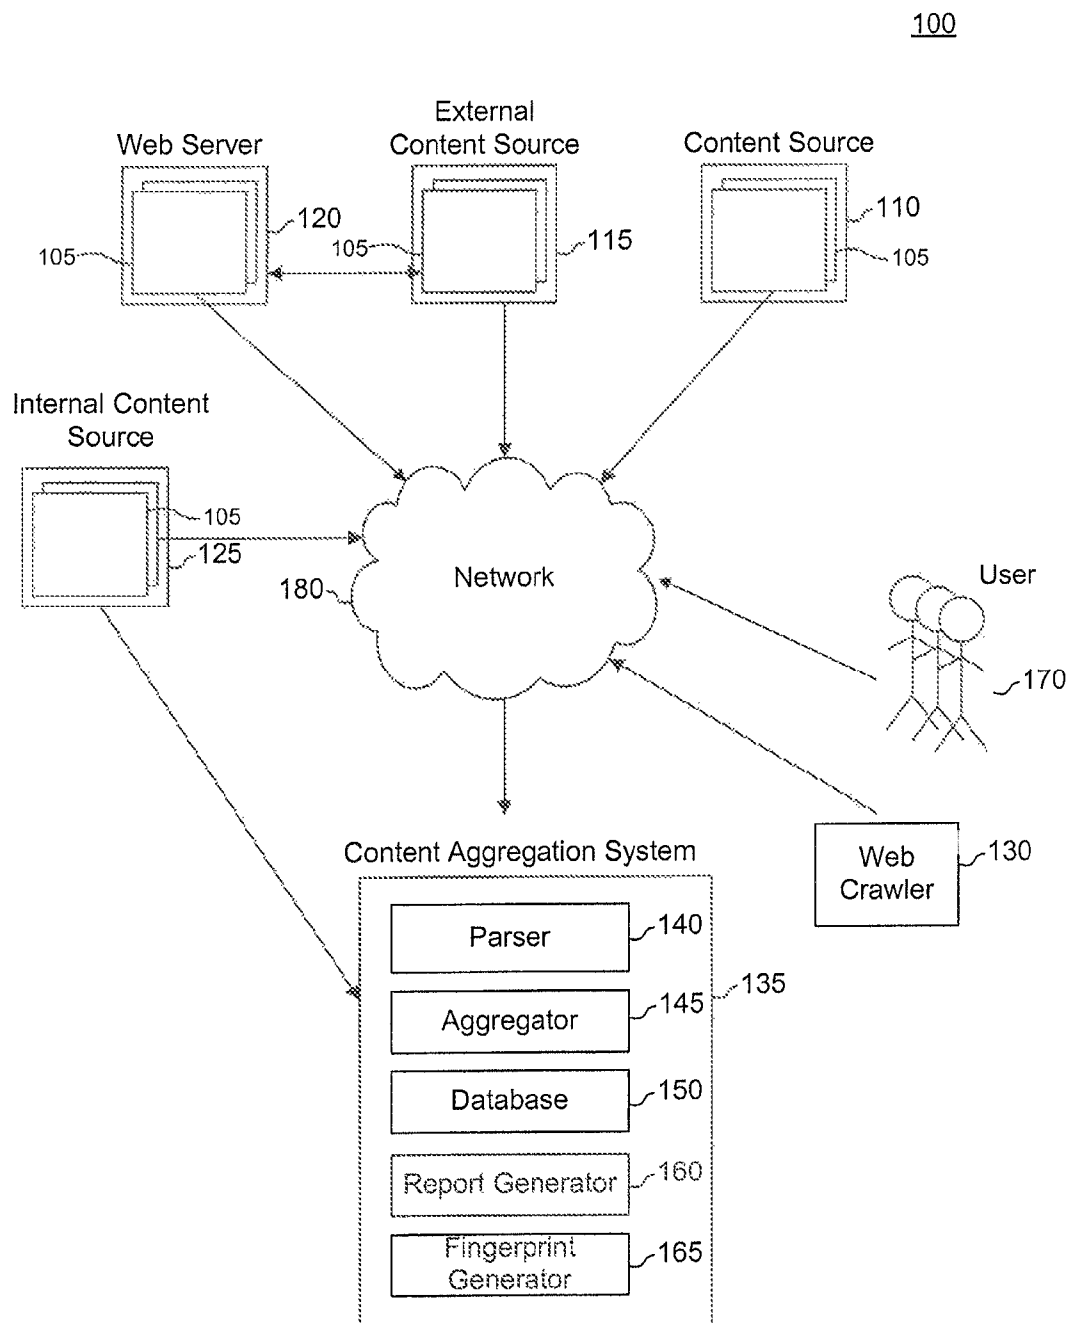 100
External
Content Source
Web Server
Content Source
120
115
110
105
105
105
Internal Content
Source
105
125
180
Network
User
170
Web
Crawler
130
Content Aggregation System
Parser
140
135
Aggregator
145
Database
150
Report Generator
160
Fingerprint
Generator
165